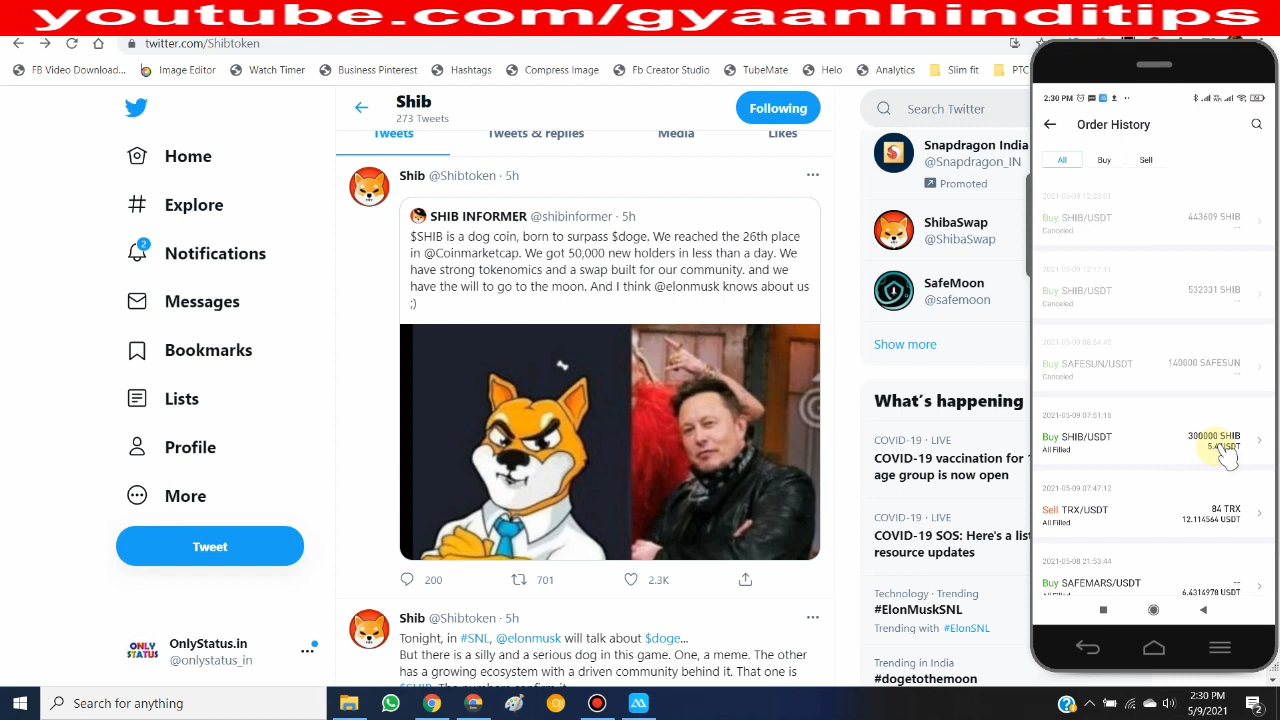 youtube.com/gyaanhinditips
twitter.com/Shibtoken
FB Video Download...
Image Editor
Watch Timer
Business Pinterest
Hashtags
Compress Image
Fb Creator Studio
TubeMate
Helo
Analytics
Slim fit
PTC
Home
Explore
2
Notifications
Messages
Bookmarks
Lists
Profile
More
Tweet
ONLY
STATUS
OnlyStatus.in
@onlystatus_in
Shib
273 Tweets
Following
Tweets
Tweets & replies
Media
Likes
Shib @Shibtoken · 5h
SHIB INFORMER @shibinformer · 5h
$SHIB is a dog coin, born to surpass $doge. We reached the 26th place
in @Coinmarketcap. We got 50,000 new holders in less than a day. We
have strong tokenomics and a swap built for our community. and we
have the will to go to the moon. And I think @elonmusk knows about us
;)
200
701
2.3K
Shib @Shibtoken · 5h
Tonight, in #SNL, @elonmusk will talk about $doge...
But there is a silly and serious dog in this game. One, a meme. The other
has a growing ecosystem with a driven community behind it. That one is
Search Twitter
Snapdragon India
@Snapdragon_IN
Promoted
ShibaSwap
@ShibaSwap
SafeMoon
@safemoon
Show more
What's happening
COVID-19 · LIVE
COVID-19 vaccination for 1
age group is now open
COVID-19 · LIVE
COVID-19 SOS: Here's a list
resource updates
Technology · Trending
#ElonMuskSNL
Trending with #ElonSNL
Trending in India
#dogetothemoon
2:30 PM
Order History
All
Buy
Sell
2021-05-09 12:23:01
Buy SHIB/USDT
443609 SHIB
Canceled
--
2021-05-09 12:17:11
Buy SHIB/USDT
532331 SHIB
Canceled
--
2021-05-09 08:54:45
Buy SAFESUN/USDT
140000 SAFESUN
Canceled
--
2021-05-09 07:51:18
Buy SHIB/USDT
300000 SHIB
All Filled
2021-05-09 07:47:12
Sell TRX/USDT
84 TRX
All Filled
12.114564 USDT
2021-05-08 21:53:44
Buy SAFEMARS/USDT
--
All Filled
6.4314978 USDT
Search for anything
2:30 PM
5/9/2021
2